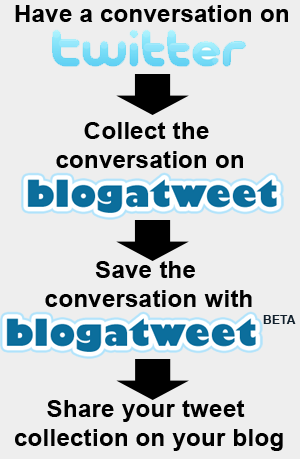 Have a conversation on
twitter
Collect the
conversation on
blogatweet
Save the
conversation with
blogatweet BETA
Share your tweet
collection on your blog